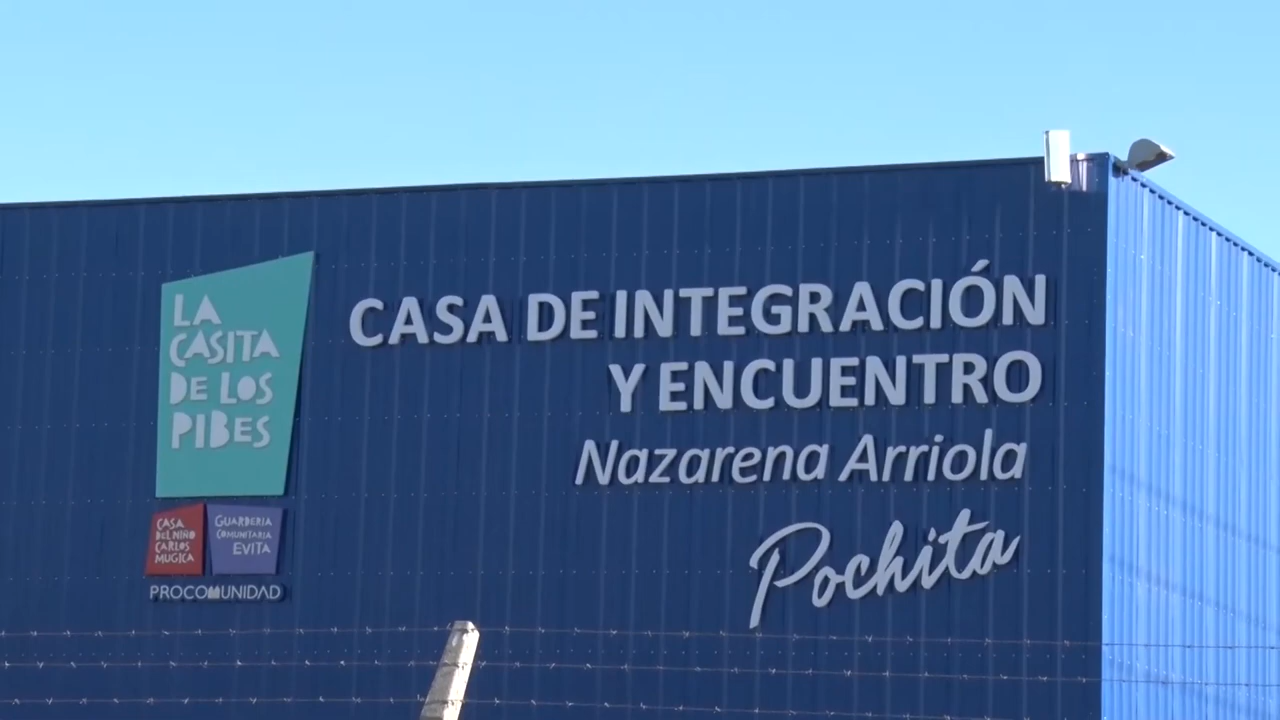 LA
CASITA
DE LOS
PIBES
CASA
DEL NIÑO
CARLOS
MUGICA
GUARDERIA
COMUNITARIA
EVITA
PROCOMUNIDAD
CASA DE INTEGRACIÓN
Y ENCUENTRO
Nazarena Arriola
Pochita